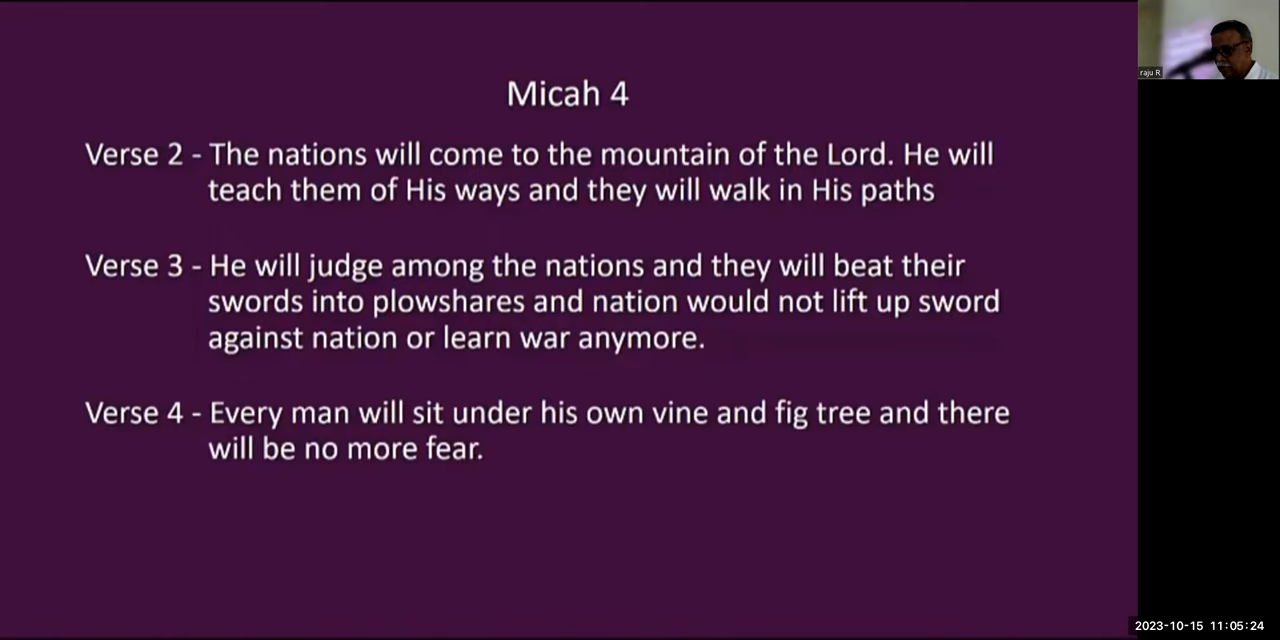 Micah 4
Verse 2 - The nations will come to the mountain of the Lord. He will
teach them of His ways and they will walk in His paths
Verse 3 - He will judge among the nations and they will beat their
swords into plowshares and nation would not lift up sword
against nation or learn war anymore.
Verse 4 - Every man will sit under his own vine and fig tree and there
will be no more fear.
raju R
2023-10-15 11:05:24